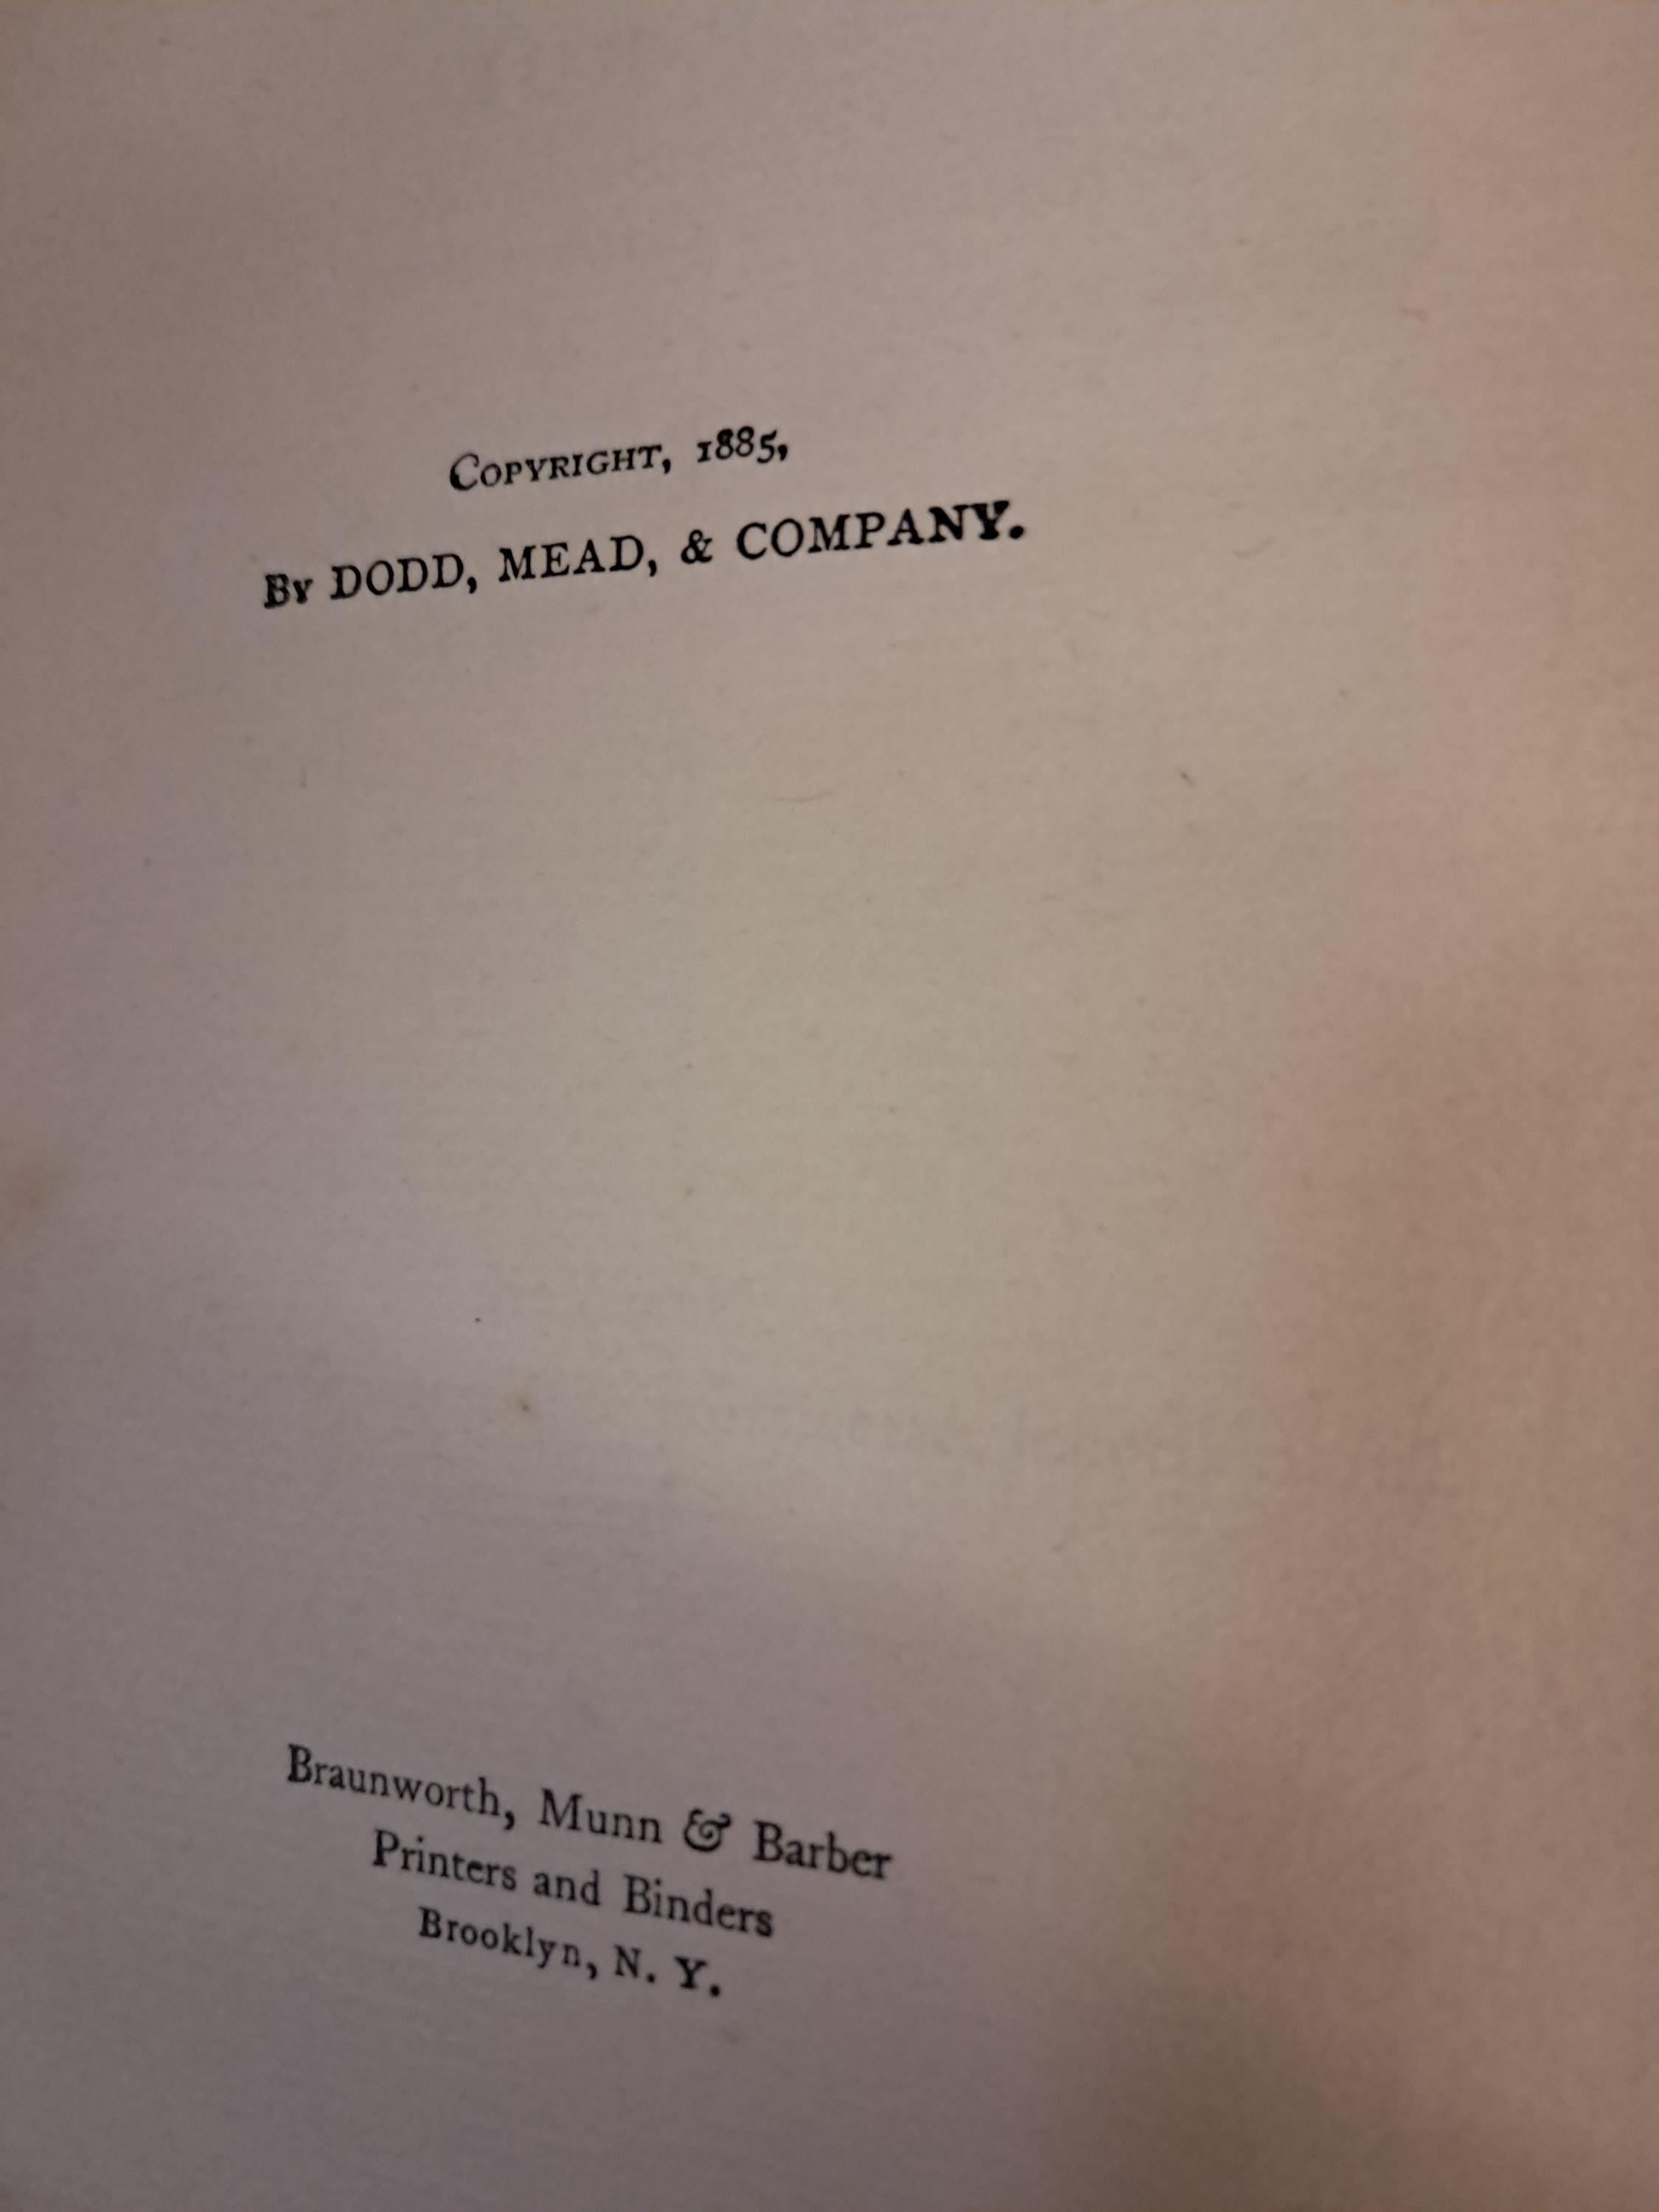 COPYRIGHT, 1885,
BY DODD, MEAD, & COMPANY.
Braunworth, Munn & Barber
Printers and Binders
Brooklyn, N. Y.